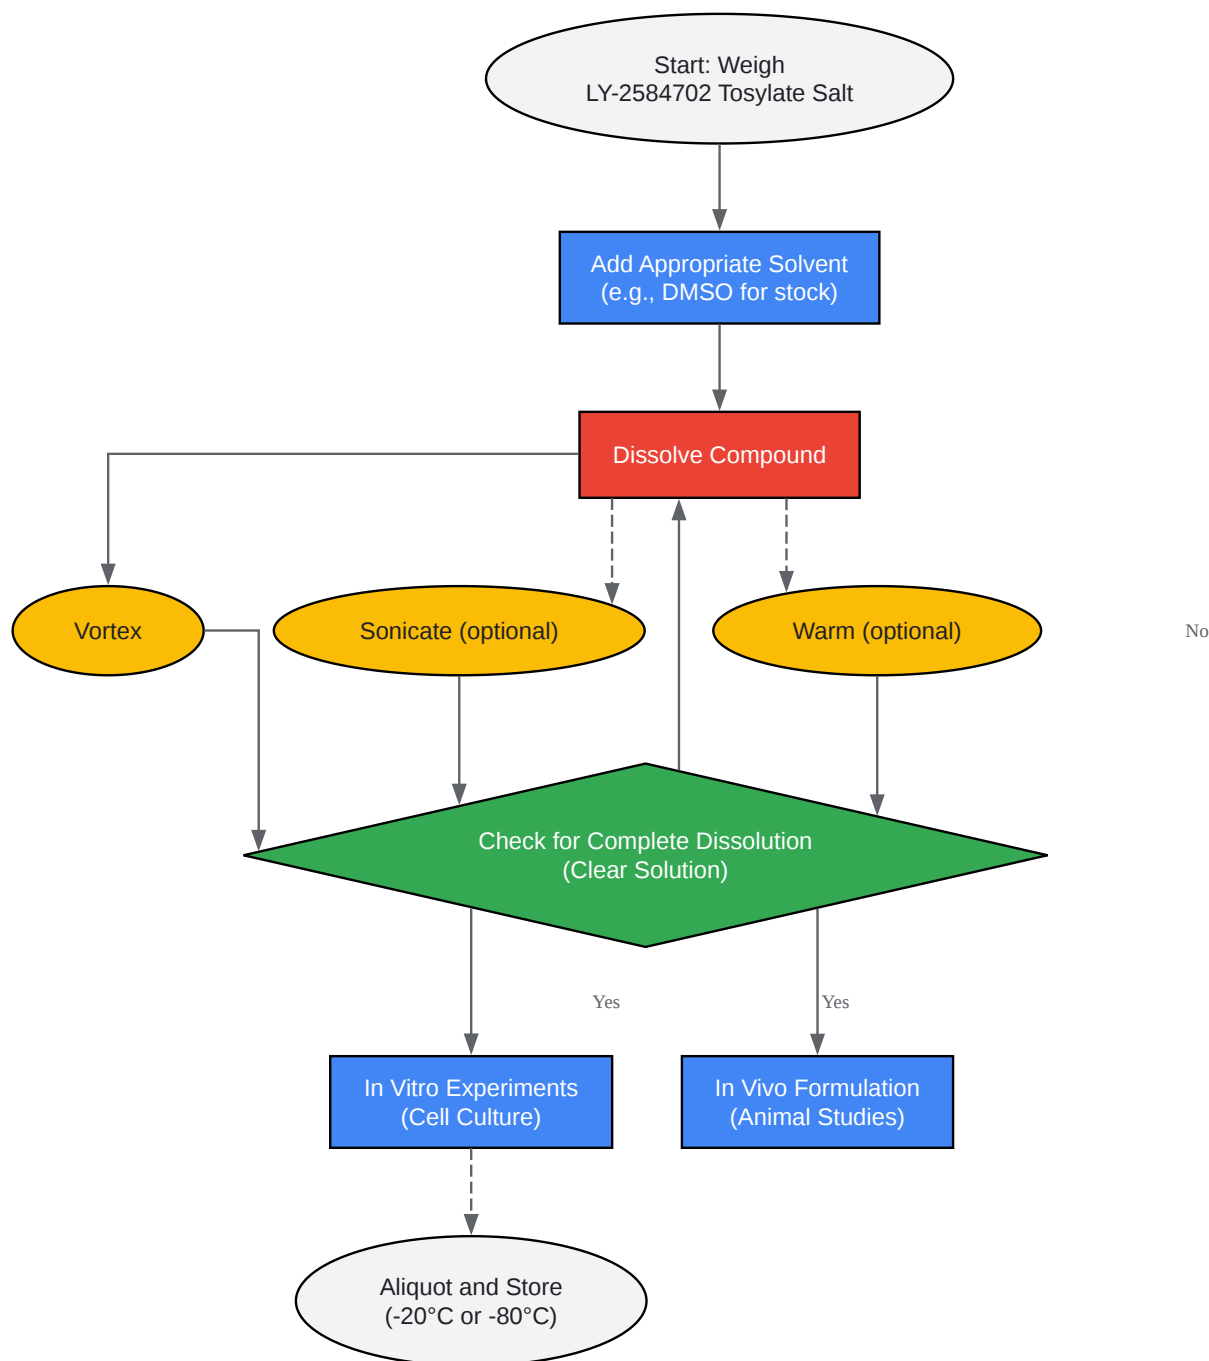 Start: Weigh
LY-2584702 Tosylate Salt
Add Appropriate Solvent
(e.g., DMSO for stock)
Dissolve Compound
Vortex
Sonicate (optional)
Warm (optional)
No
Check for Complete Dissolution
(Clear Solution)
Yes
Yes
In Vitro Experiments
(Cell Culture)
In Vivo Formulation
(Animal Studies)
Aliquot and Store
(-20°C or -80°C)